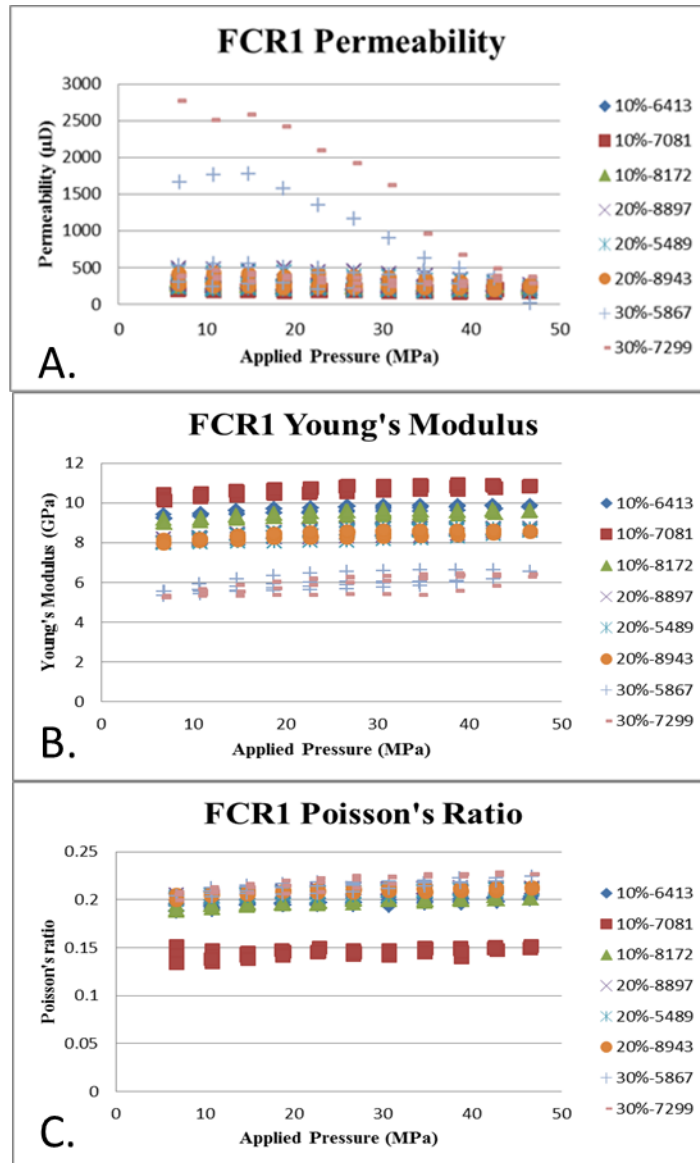 FCR1 Permeability
3000
2500
2000
1500
1000
500
0
Permeability (µD)
0 10 20 30 40 50
Applied Pressure (MPa)
10%-6413
10%-7081
10%-8172
20%-8897
20%-5489
20%-8943
30%-5867
30%-7299
A.
FCR1 Young's Modulus
12
10
8
6
4
2
0
Young's Modulus (GPa)
0 10 20 30 40 50
Applied Pressure (MPa)
10%-6413
10%-7081
10%-8172
20%-8897
20%-5489
20%-8943
30%-5867
30%-7299
B.
FCR1 Poisson's Ratio
0.25
0.2
0.15
0.1
0.05
0
Poisson's ratio
0 10 20 30 40 50
Applied Pressure (MPa)
10%-6413
10%-7081
10%-8172
20%-8897
20%-5489
20%-8943
30%-5867
30%-7299
C.